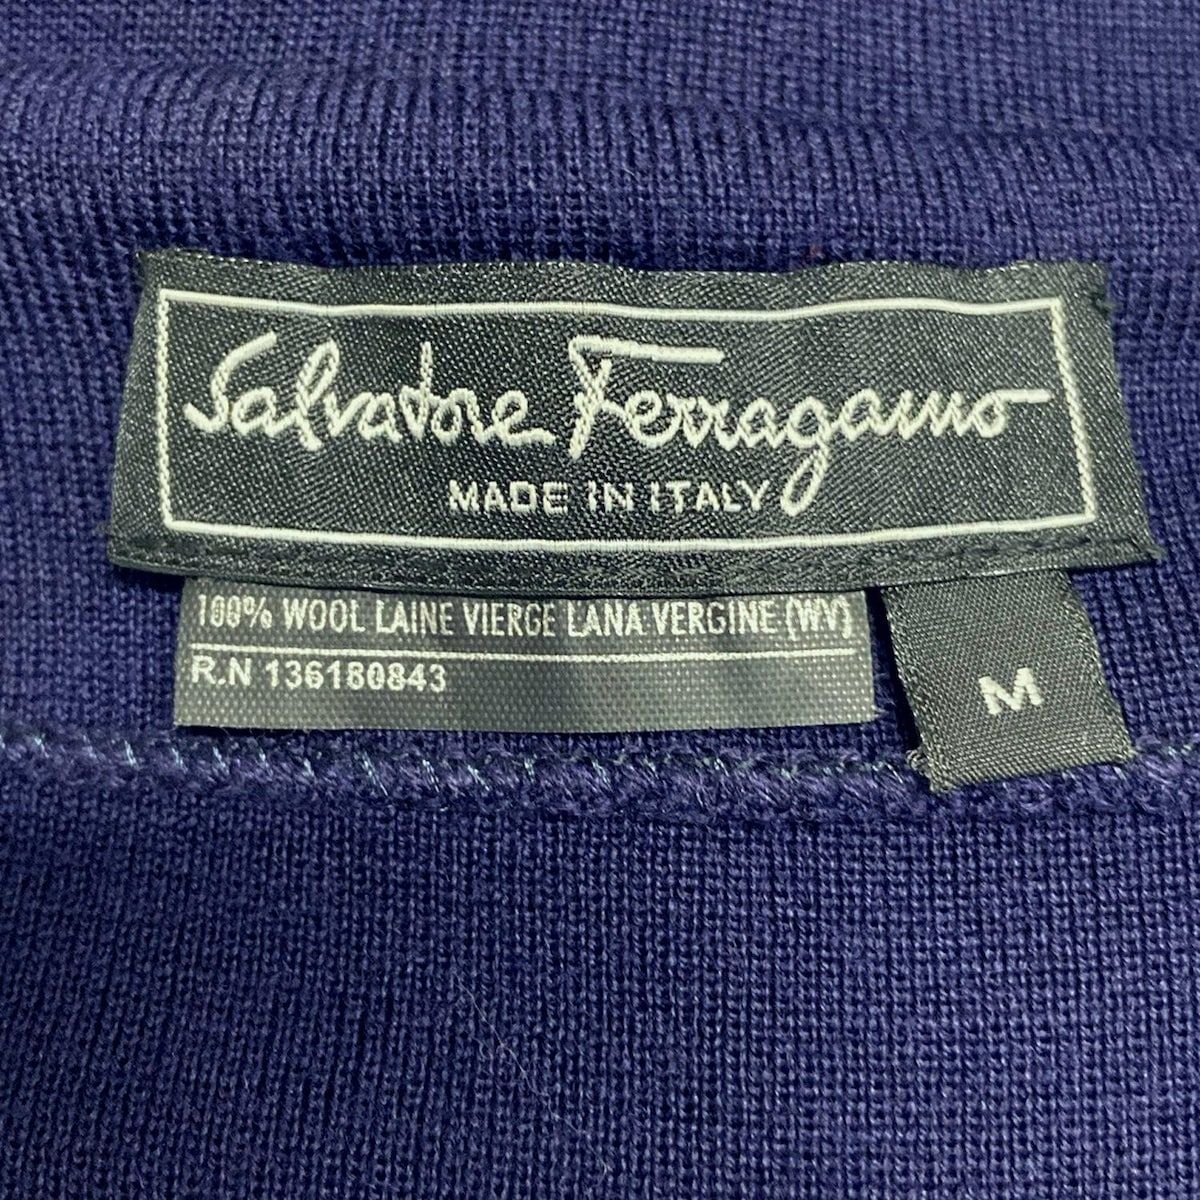 Salvatore Ferragamo
MADE IN ITALY
100% WOOL LAINE VIERGE LANA VERGINE (WV)
R.N 136180843
M